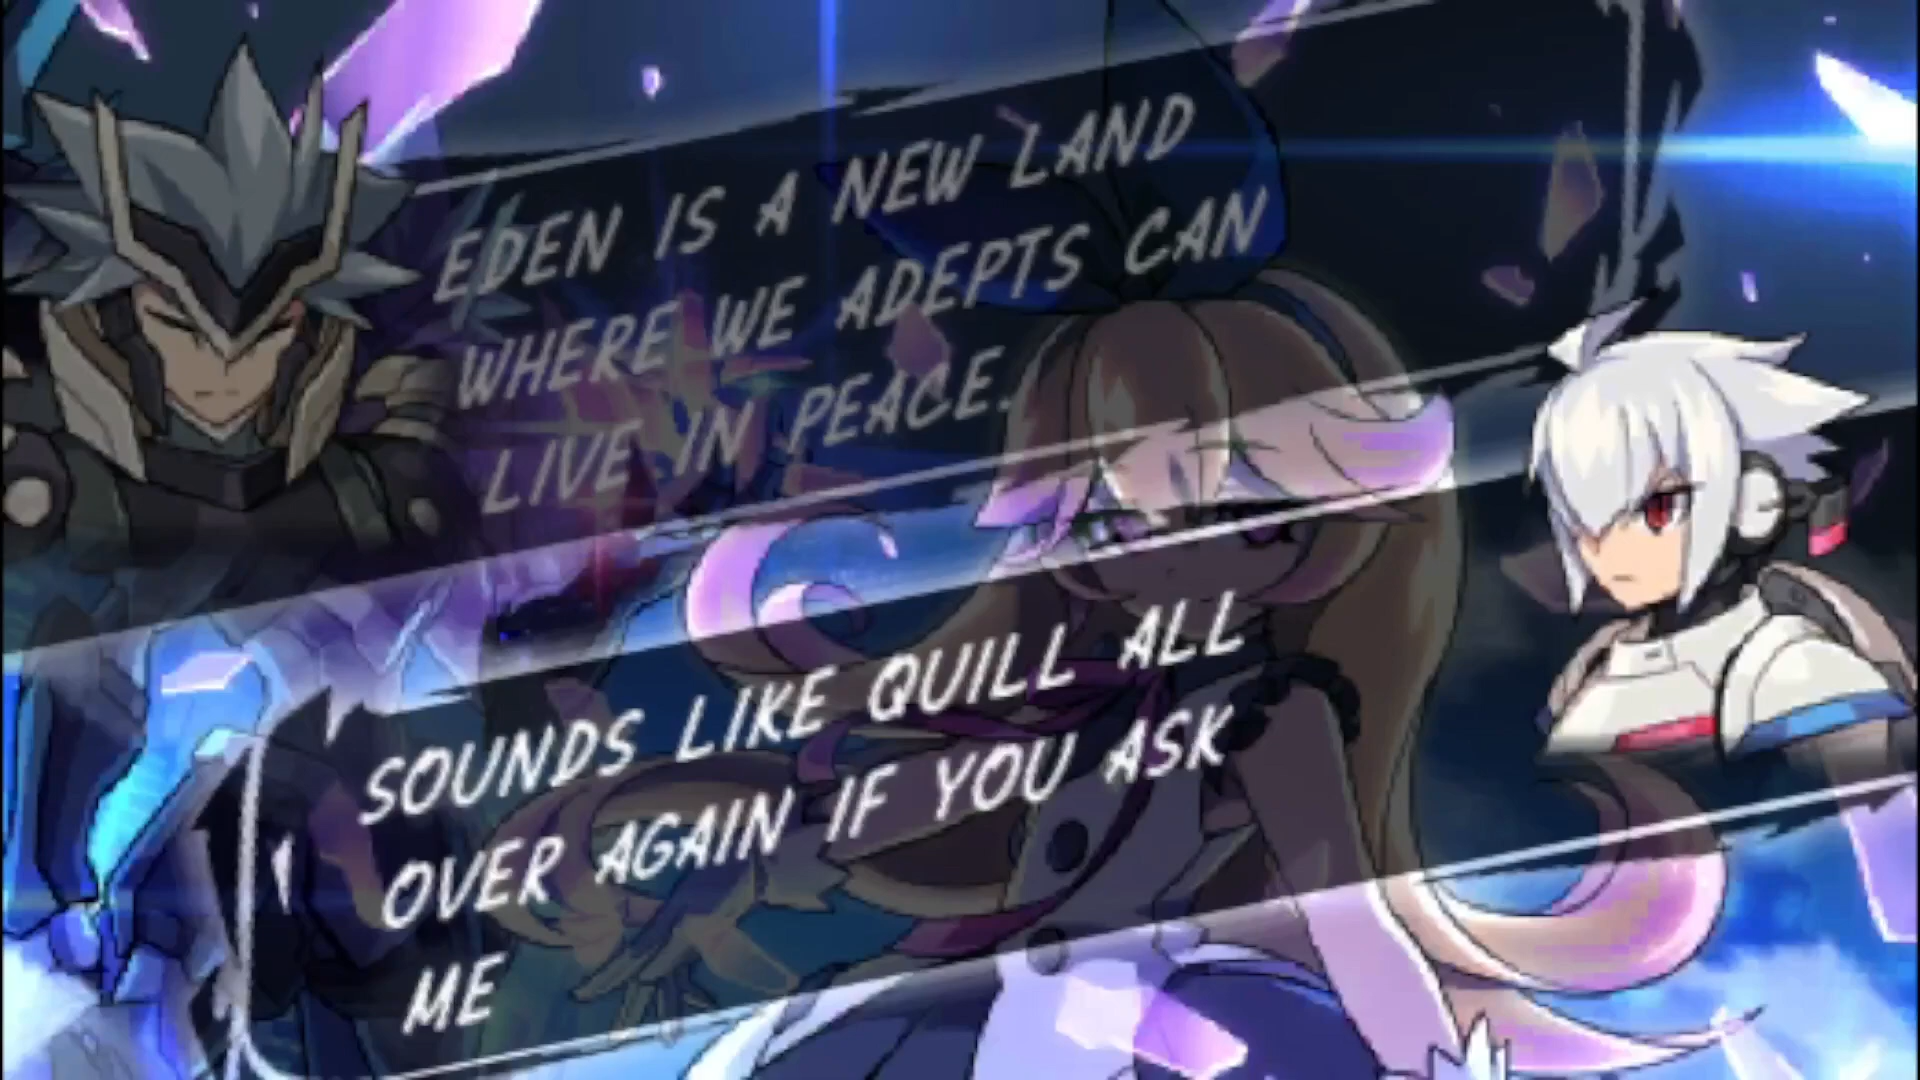 EDEN IS A NEW LAND
WHERE WE ADEPTS CAN
LIVE IN PEACE.
SOUNDS LIKE QUILL ALL
OVER AGAIN IF YOU ASK
ME